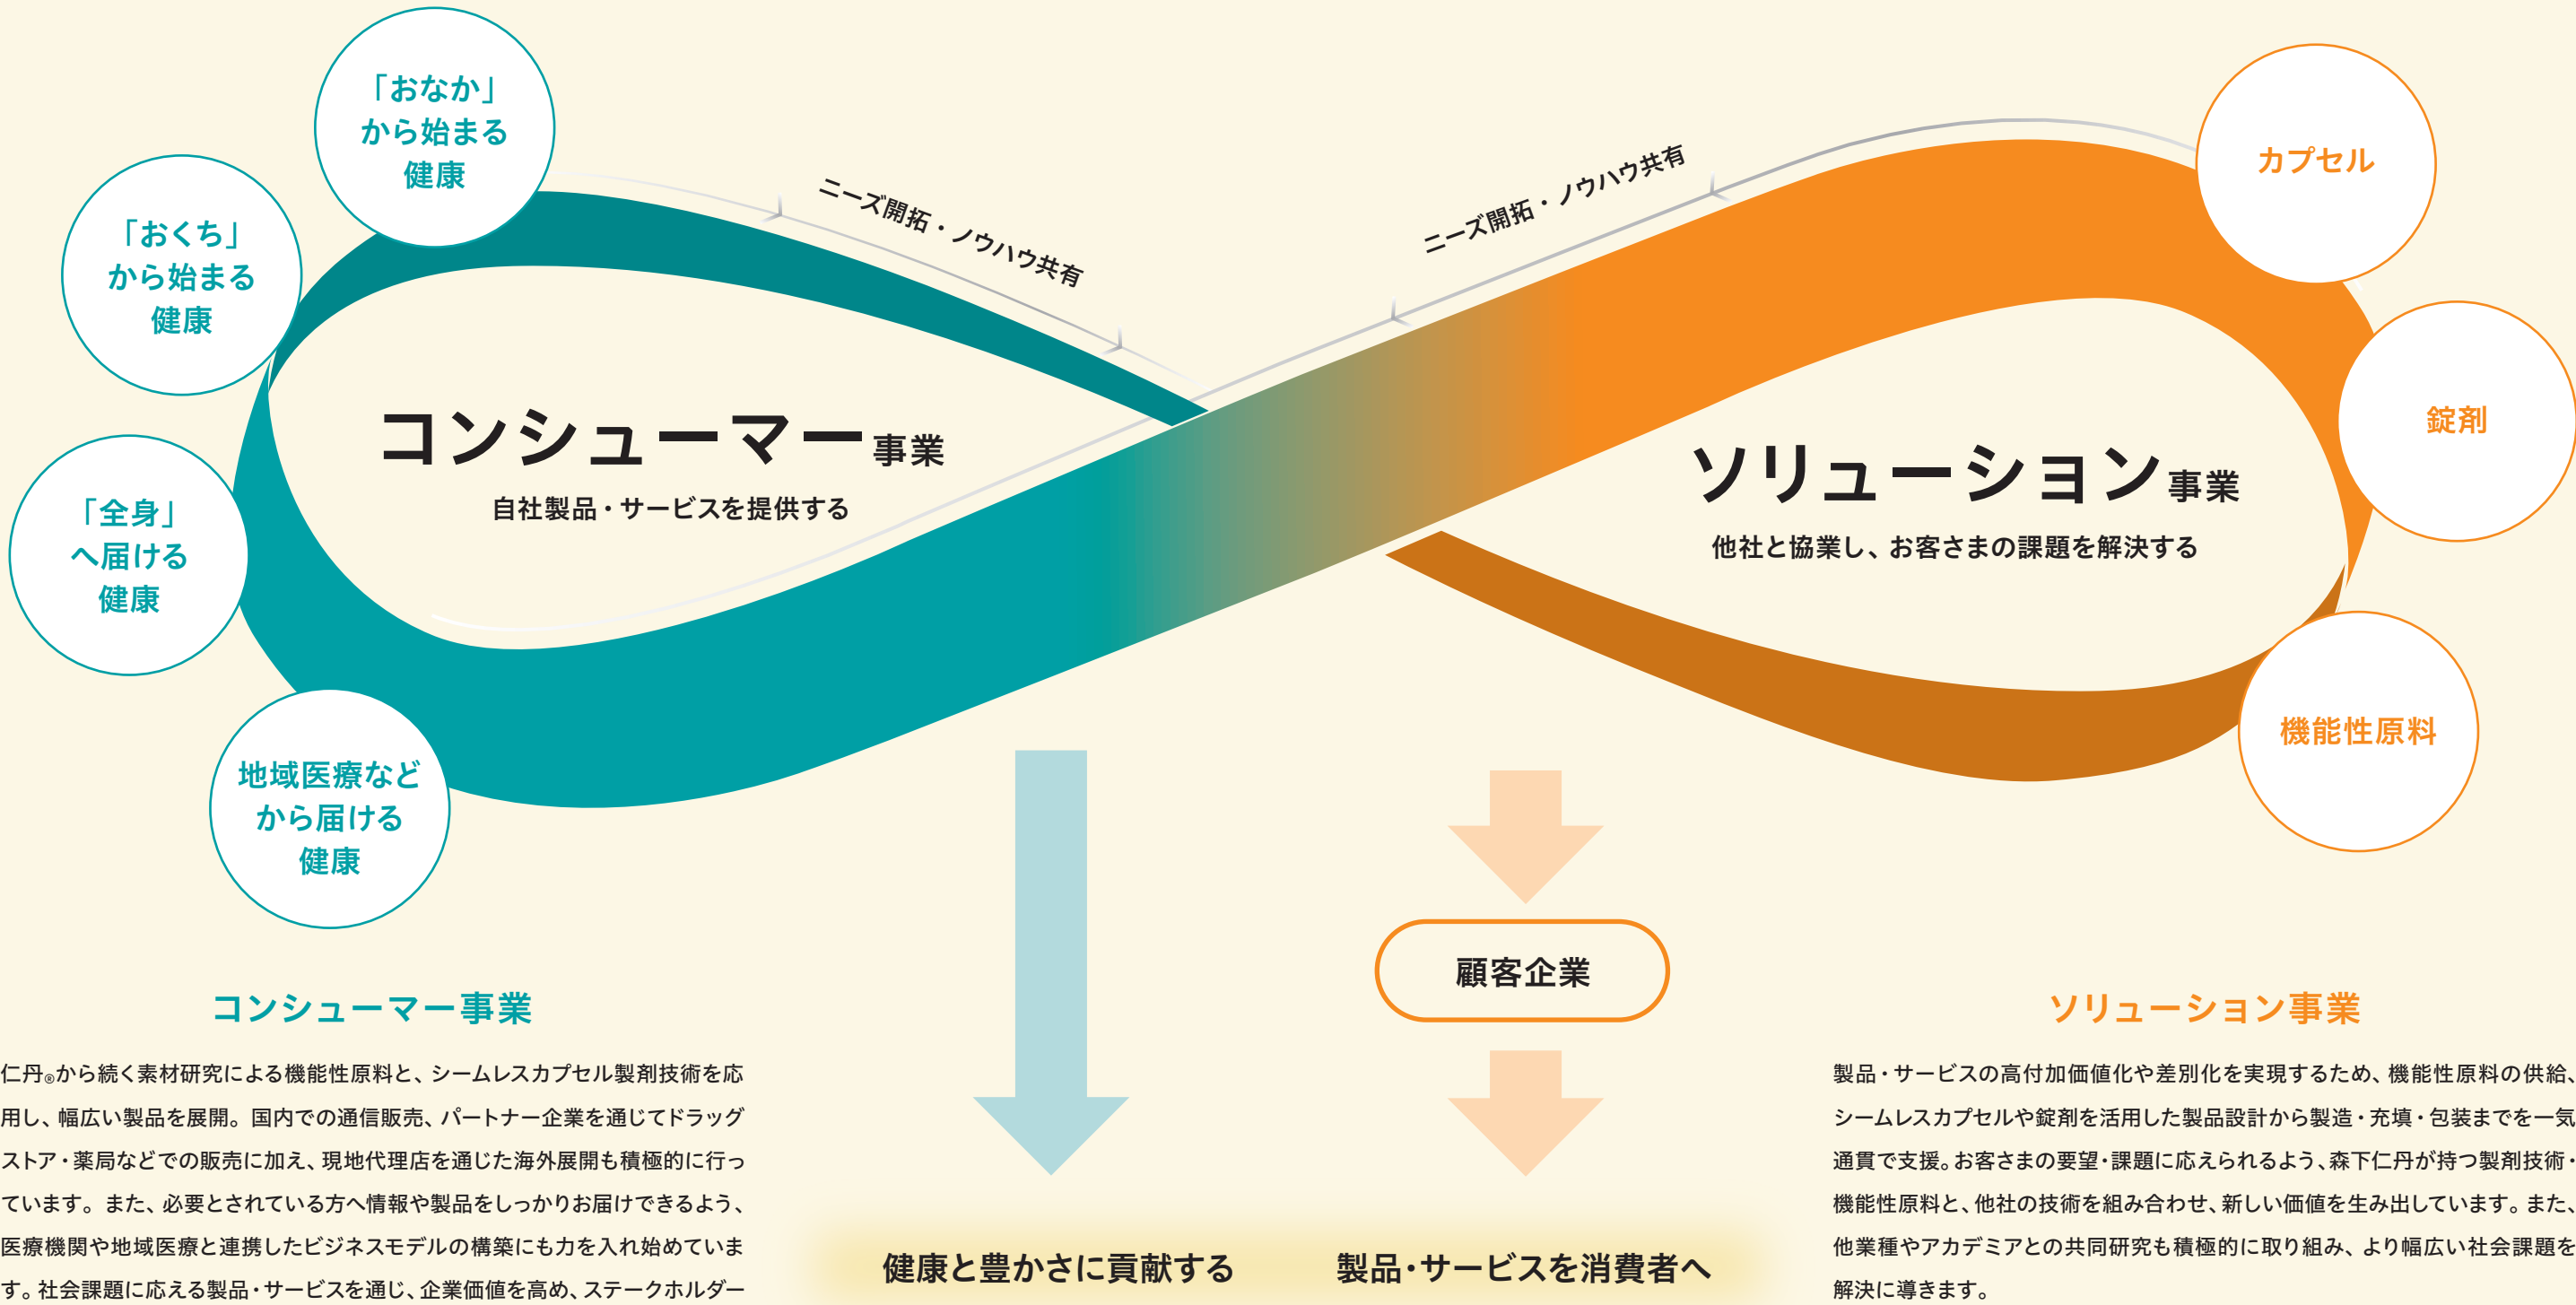 「おなか」
から始まる
健康
「おくち」
から始まる
健康
「全身」
へ届ける
健康
地域医療など
から届ける
健康
ニーズ開拓・ノウハウ共有
ニーズ開拓・ノウハウ共有
コンシューマー事業
自社製品・サービスを提供する
ソリューション事業
他社と協業し、お客さまの課題を解決する
カプセル
錠剤
機能性原料
顧客企業
コンシューマー事業
仁丹®から続く素材研究による機能性原料と、シームレスカプセル製剤技術を応
用し、幅広い製品を展開。国内での通信販売、パートナー企業を通じてドラッグ
ストア・薬局などでの販売に加え、現地代理店を通じた海外展開も積極的に行っ
ています。また、必要とされている方へ情報や製品をしっかりお届けできるよう、
医療機関や地域医療と連携したビジネスモデルの構築にも力を入れ始めていま
す。社会課題に応える製品・サービスを通じ、企業価値を高め、ステークホルダー
健康と豊かさに貢献する 製品・サービスを消費者へ
ソリューション事業
製品・サービスの高付加価値化や差別化を実現するため、機能性原料の供給、
シームレスカプセルや錠剤を活用した製品設計から製造・充填・包装までを一気
通貫で支援。お客さまの要望・課題に応えられるよう、森下仁丹が持つ製剤技術・
機能性原料と、他社の技術を組み合わせ、新しい価値を生み出しています。また、
他業種やアカデミアとの共同研究も積極的に取り組み、より幅広い社会課題を
解決に導きます。